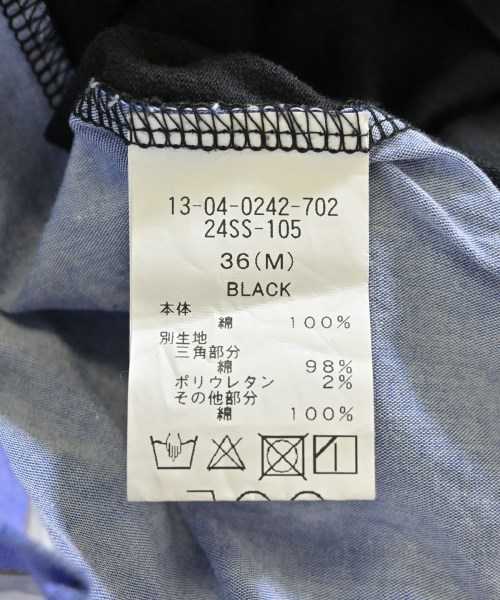 13-04-0242-702
24SS-105
36(M)
BLACK
本体
綿 100%
別生地
三角部分
綿 98%
ポリウレタン 2%
その他部分
綿 100%